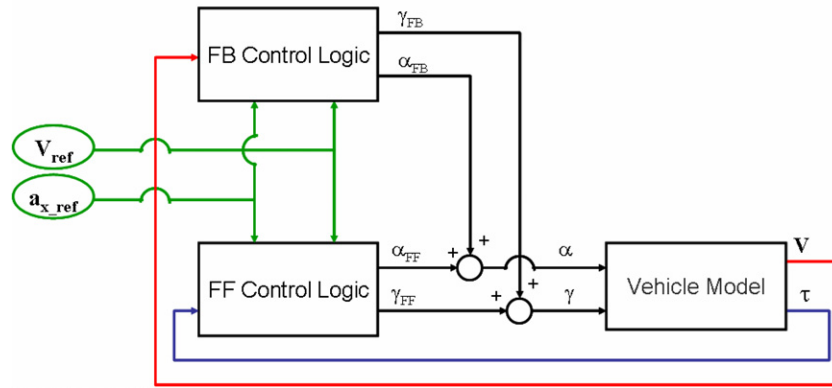 γFB
FB Control Logic
αFB
Vref
ax_ref
αFF
+
+
α
V
FF Control Logic
Vehicle Model
γFF
+
+
γ
τ